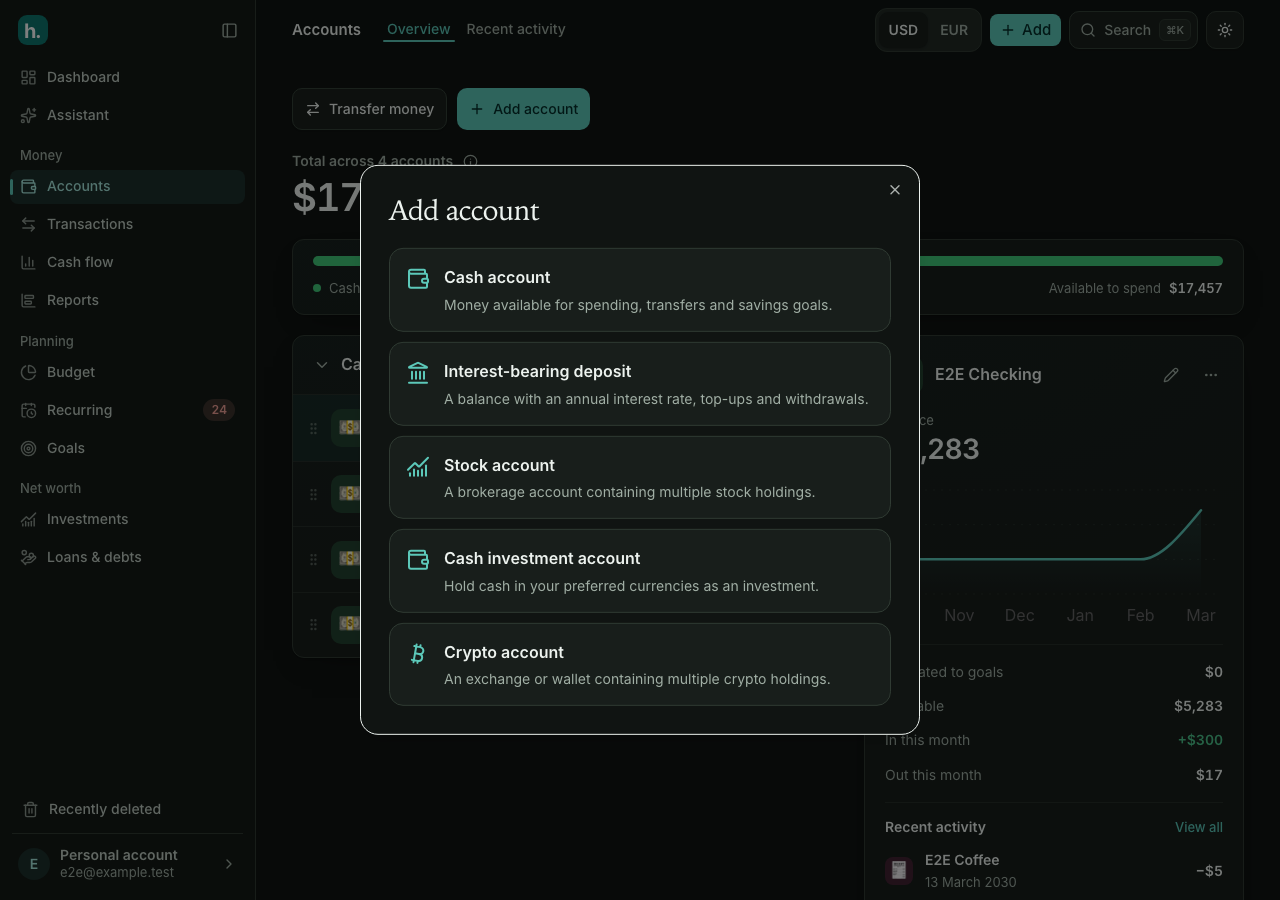 h.
Dashboard
Assistant
Money
Accounts
Transactions
Cash flow
Reports
Planning
Budget
Recurring 24
Goals
Net worth
Investments
Loans & debts
Recently deleted
E
Personal account
e2e@example.test
Accounts Overview Recent activity
USD EUR
Add
Search ⌘K
Transfer money
Add account
Total across 4 accounts
$17
Cash
Available to spend $17,457
Add account
Cash account
Money available for spending, transfers and savings goals.
Interest-bearing deposit
A balance with an annual interest rate, top-ups and withdrawals.
Stock account
A brokerage account containing multiple stock holdings.
Cash investment account
Hold cash in your preferred currencies as an investment.
Crypto account
An exchange or wallet containing multiple crypto holdings.
E2E Checking
,283
Nov Dec Jan Feb Mar
ated to goals $0
able $5,283
In this month +$300
Out this month $17
Recent activity View all
E2E Coffee
13 March 2030
−$5